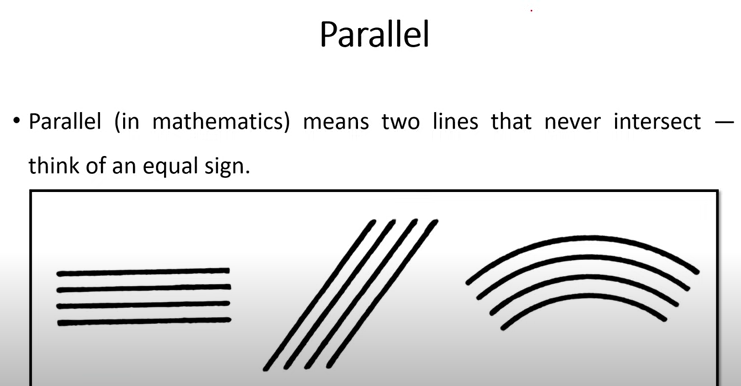 Parallel
• Parallel (in mathematics) means two lines that never intersect —
think of an equal sign.